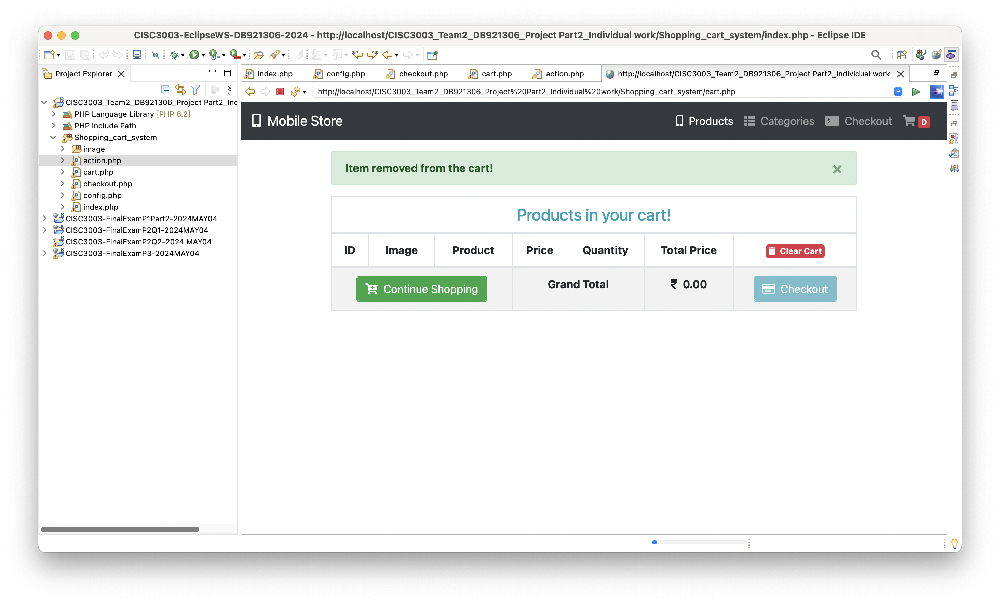 CISC3003-EclipseWS-DB921306-2024 - http://localhost/CISC3003_Team2_DB921306_Project Part2_Individual work/Shopping_cart_system/index.php - Eclipse IDE
Project Explorer
index.php
config.php
checkout.php
cart.php
action.php
http://localhost/CISC3003_Team2_DB921306_Project Part2_Individual work
http://localhost/CISC3003_Team2_DB921306_Project%20Part2_Individual%20work/Shopping_cart_system/cart.php
CISC3003_Team2_DB921306_Project Part2_Inc
PHP Language Library [PHP 8.2]
PHP Include Path
Shopping_cart_system
image
action.php
cart.php
checkout.php
config.php
index.php
CISC3003-FinalExamP1Part2-2024MAY04
CISC3003-FinalExamP2Q1-2024MAY04
CISC3003-FinalExamP2Q2-2024 MAY04
CISC3003-FinalExamP3-2024MAY04
Mobile Store
Products
Categories
Checkout
0
Item removed from the cart!
Products in your cart!
ID Image Product Price Quantity Total Price Clear Cart
Continue Shopping Grand Total ₹ 0.00 Checkout